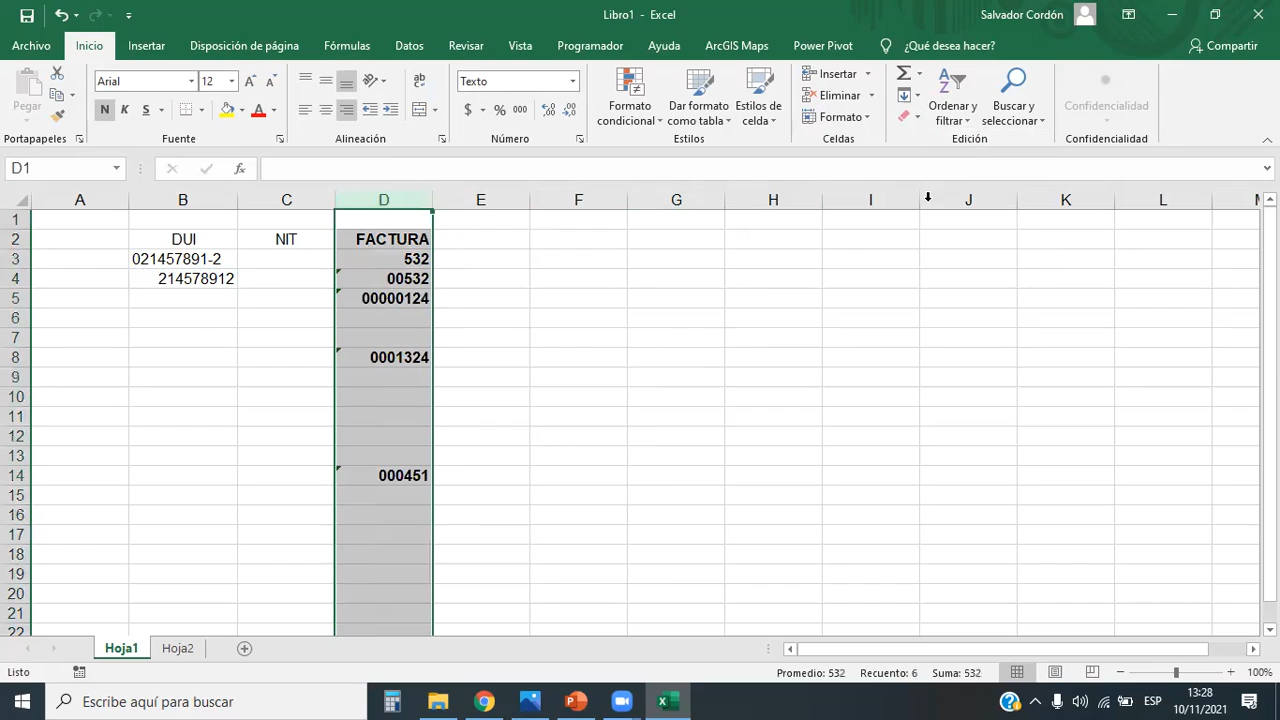 Libro1 - Excel
Salvador Cordón
Archivo Inicio Insertar Disposición de página Fórmulas Datos Revisar Vista Programador Ayuda ArcGIS Maps Power Pivot ¿Qué desea hacer? Compartir
Pegar
Arial 12
N K S
Texto
$ % 000
Formato condicional
Dar formato como tabla
Estilos de celda
Insertar
Eliminar
Formato
Ordenar y filtrar
Buscar y seleccionar
Confidencialidad
Portapapeles Fuente Alineación Número Estilos Celdas Edición Confidencialidad
D1 fx
A B C D E F G H I J K L M
1
2 DUI NIT FACTURA
3 021457891-2 532
4 214578912 00532
5 00000124
6
7
8 0001324
9
10
11
12
13
14 000451
15
16
17
18
19
20
21
22
Hoja1 Hoja2
Listo Promedio: 532 Recuento: 6 Suma: 532 100%
Escribe aquí para buscar ESP 13:28
10/11/2021